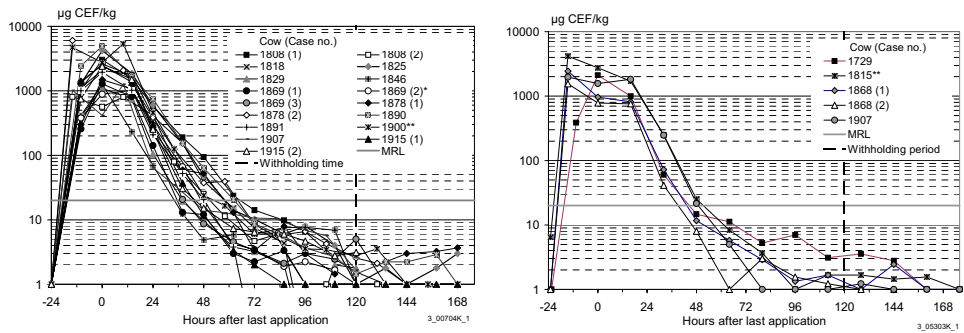 µg CEF/kg
10000
1000
100
10
1
Cow (Case no.)
1808 (1) 1808 (2)
1818 1825
1829 1846
1869 (1) 1869 (2)*
1869 (3) 1878 (1)
1878 (2) 1890
1891 1900**
1907 1915 (1)
1915 (2) MRL
Withholding time
-24 0 24 48 72 96 120 144 168
Hours after last application
3_00704K_1
µg CEF/kg
10000
1000
100
10
1
Cow (Case no.)
1729
1815**
1868 (1)
1868 (2)
1907
MRL
Withholding period
-24 0 24 48 72 96 120 144 168
Hours after last application
3_05303K_1